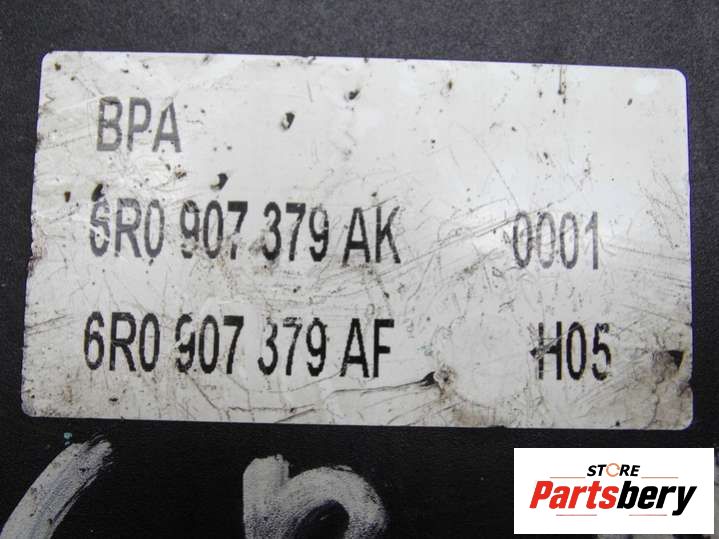 BPA
6R0 907 379 AK 0001
6R0 907 379 AF H05
STORE
Partsbery